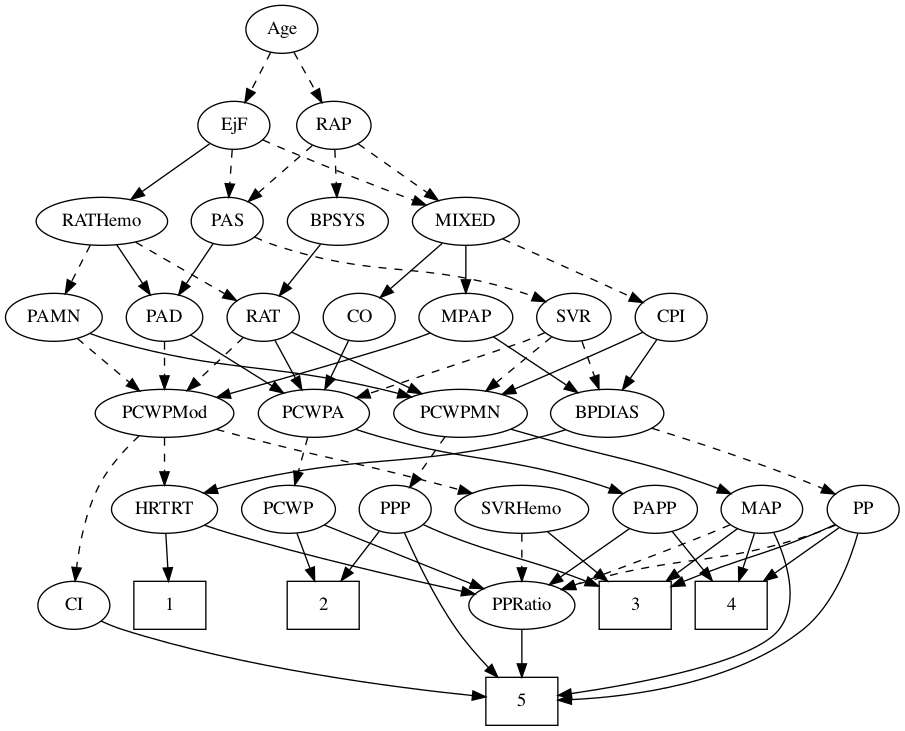 Age
EjF
RAP
RATHemo
PAS
BPSYS
MIXED
PAMN
PAD
RAT
CO
MPAP
SVR
CPI
PCWPMod
PCWPA
PCWPMN
BPDIAS
HRTRT
PCWP
PPP
SVRHemo
PAPP
MAP
PP
CI
1
2
PPRatio
3
4
5